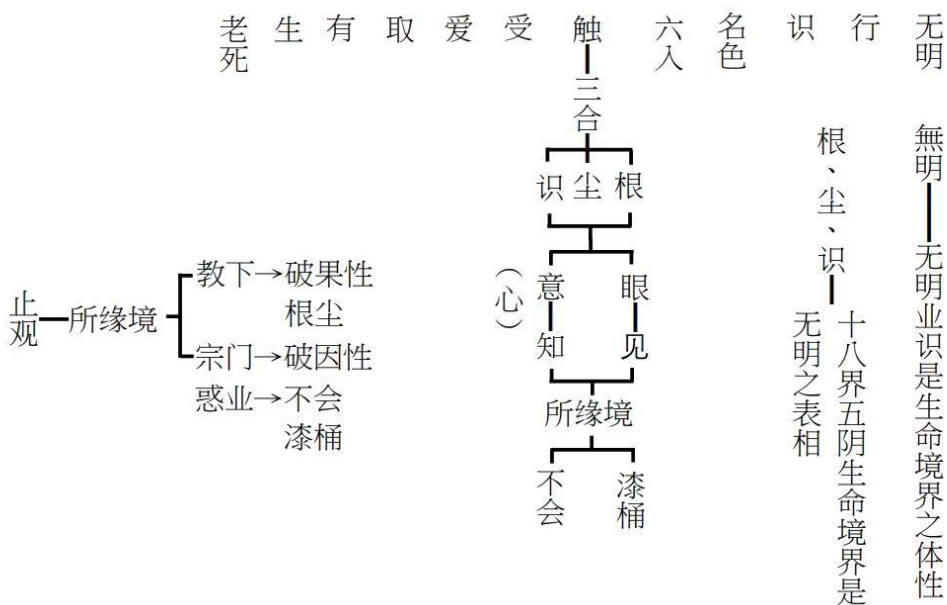 无明
行
识
名色
六入
触
受
爱
取
有
生
老死
無明
无明业识是生命境界之体性
根、尘、识
十八界五阴生命境界是
无明之表相
三合
根
尘
识
眼
意
（心）
见
知
所缘境
漆桶
不会
止观
所缘境
教下→破果性
根尘
宗门→破因性
惑业→不会
漆桶